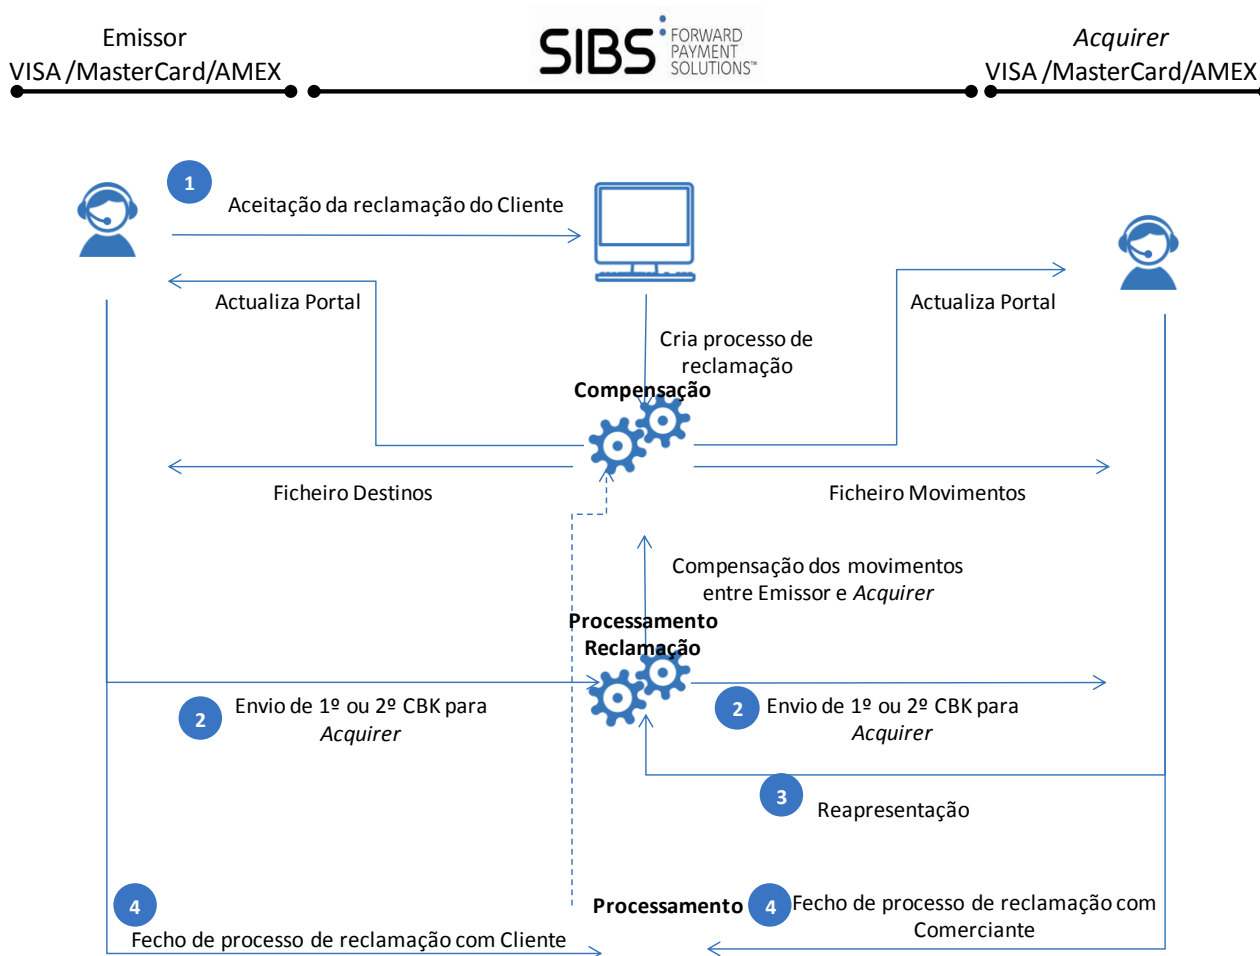 Emissor
VISA /MasterCard/AMEX
SIBS
FORWARD
PAYMENT
SOLUTIONS™
Acquirer
VISA /MasterCard/AMEX
1
Aceitação da reclamação do Cliente
Actualiza Portal
Actualiza Portal
Cria processo de
reclamação
Compensação
Ficheiro Destinos
Ficheiro Movimentos
Compensação dos movimentos
entre Emissor e Acquirer
Processamento
Reclamação
2
Envio de 1º ou 2º CBK para
Acquirer
2
Envio de 1º ou 2º CBK para
Acquirer
3
Reapresentação
4
Fecho de processo de reclamação com Cliente
Processamento
4
Fecho de processo de reclamação com
Comerciante